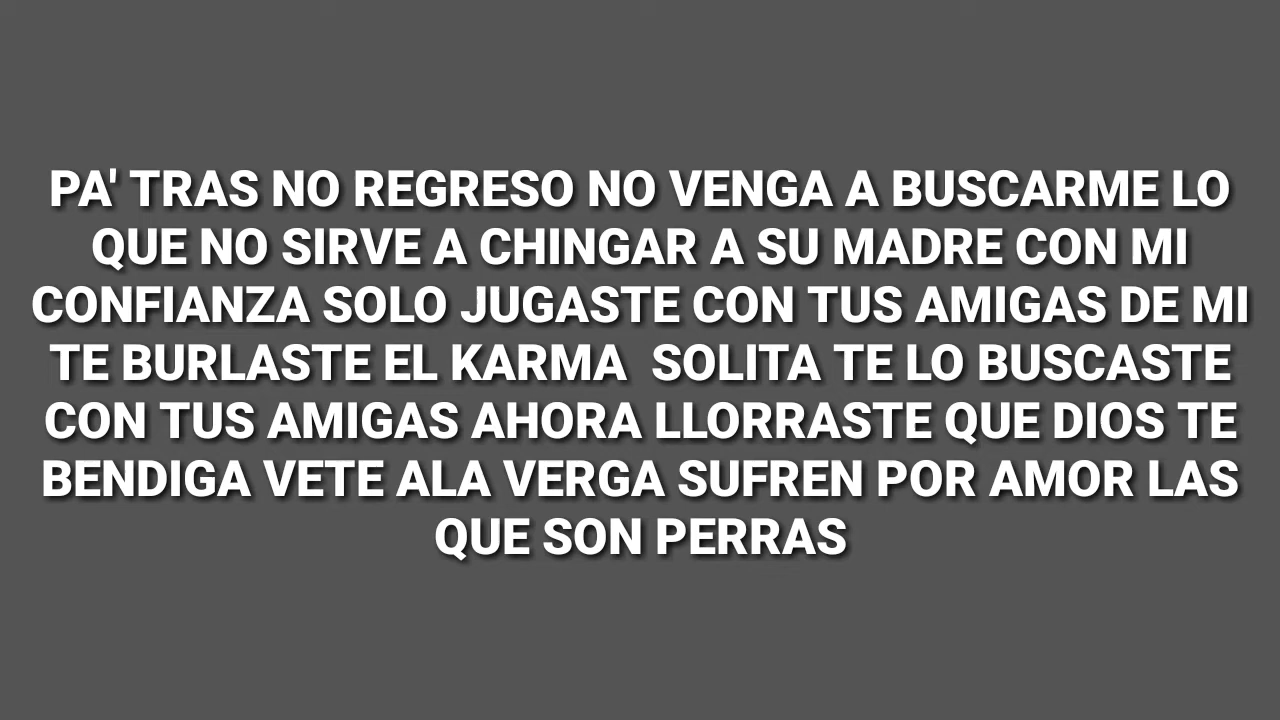 PA' TRAS NO REGRESO NO VENGA A BUSCARME LO
QUE NO SIRVE A CHINGAR A SU MADRE CON MI
CONFIANZA SOLO JUGASTE CON TUS AMIGAS DE MI
TE BURLASTE EL KARMA  SOLITA TE LO BUSCASTE
CON TUS AMIGAS AHORA LLORRASTE QUE DIOS TE
BENDIGA VETE ALA VERGA SUFREN POR AMOR LAS
QUE SON PERRAS